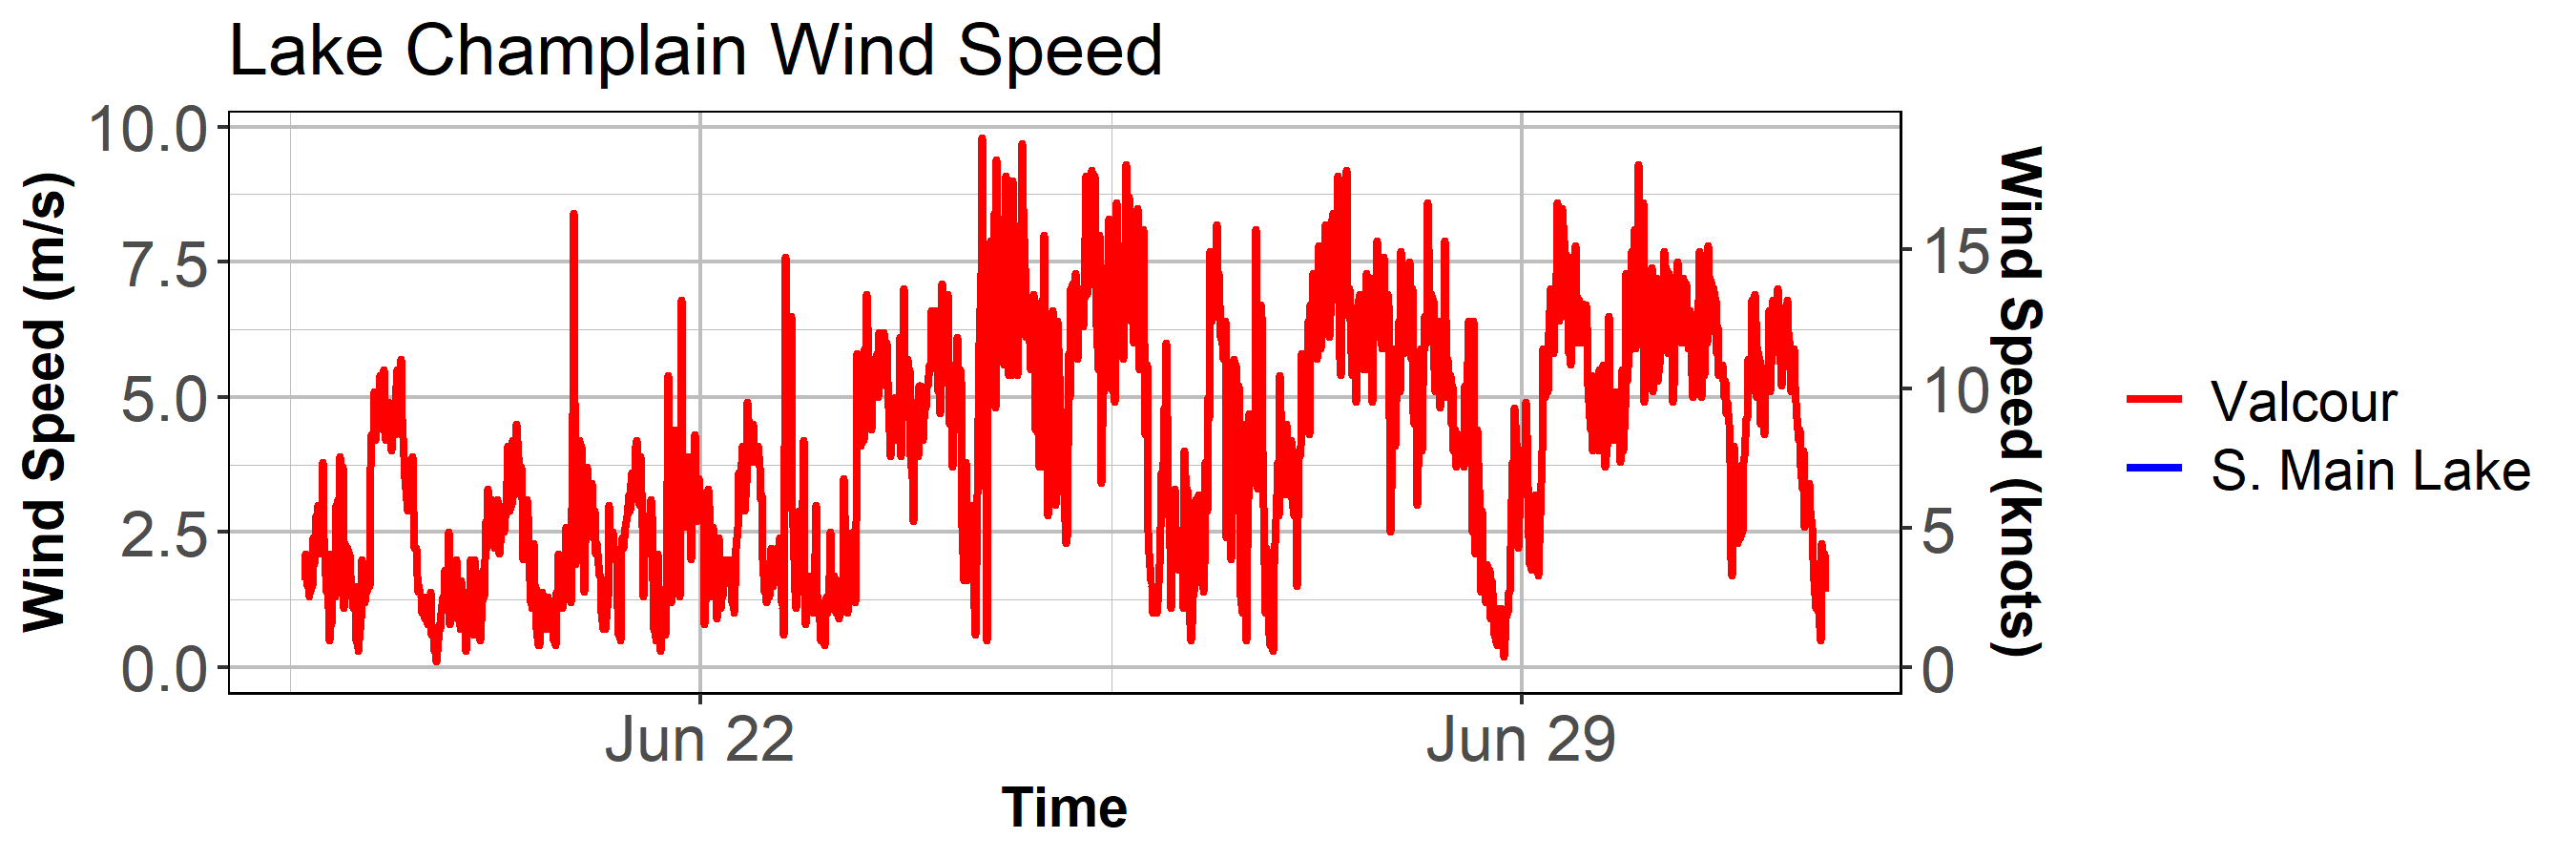 Lake Champlain Wind Speed
Wind Speed (m/s)
10.0
7.5
5.0
2.5
0.0
Wind Speed (knots)
15
10
5
0
Jun 22
Jun 29
Time
Valcour
S. Main Lake